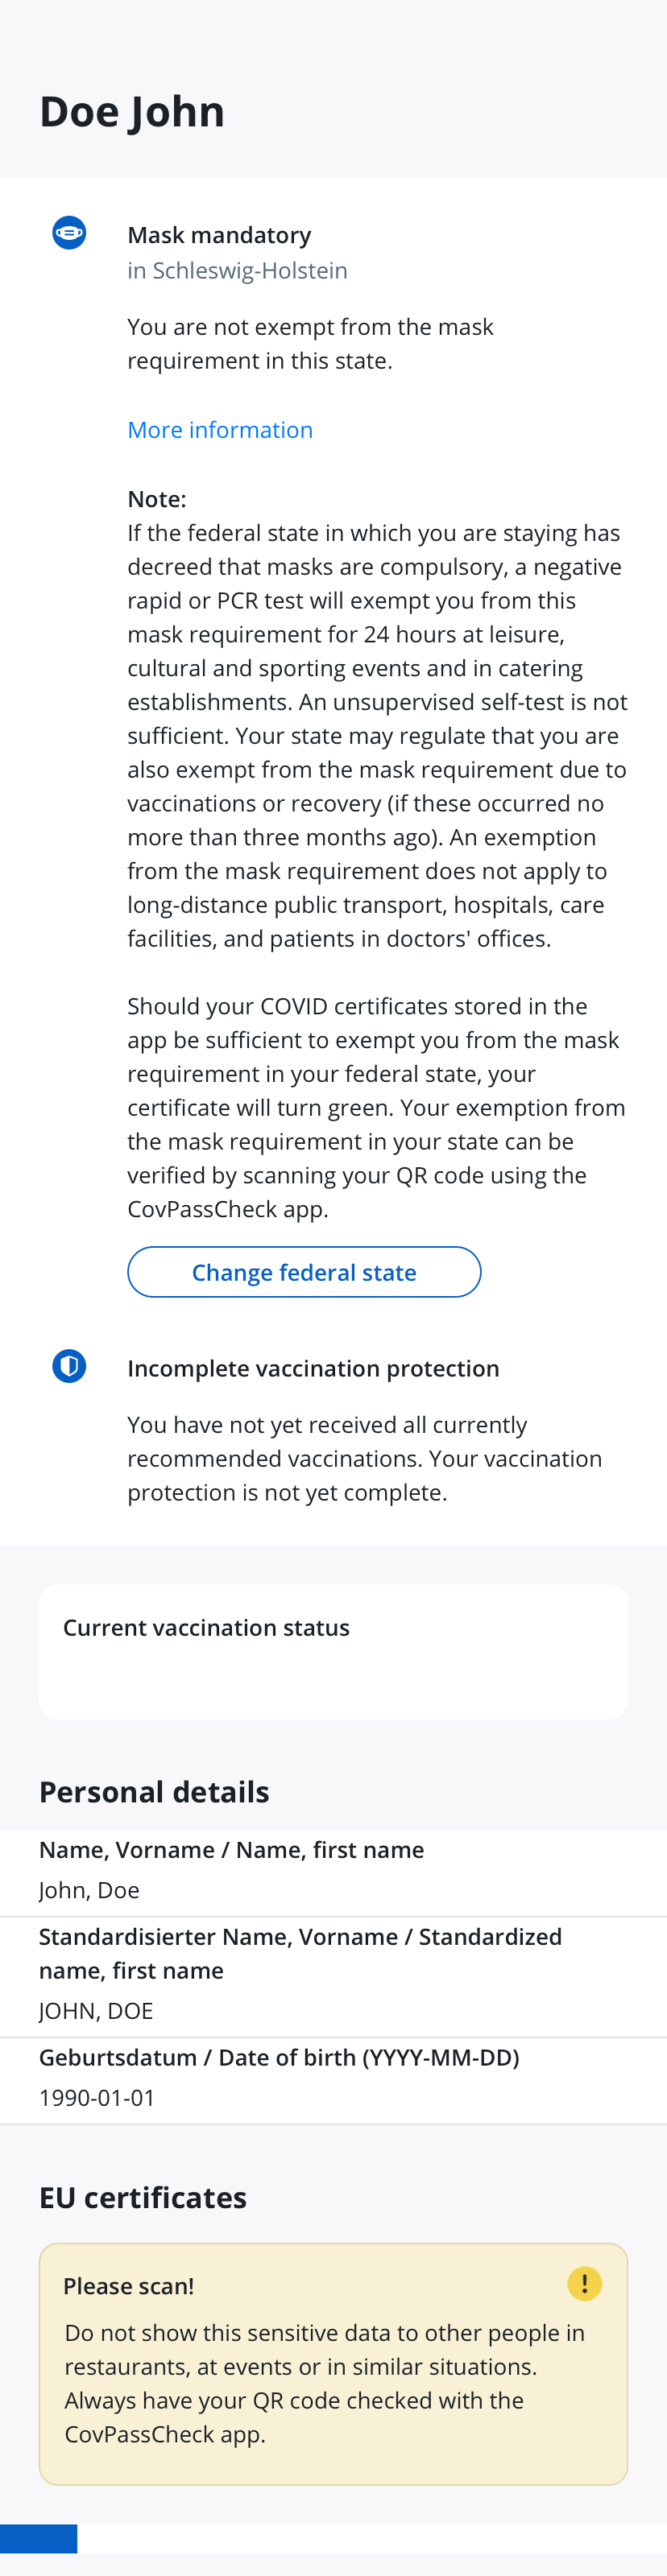 Doe John
Mask mandatory
in Schleswig-Holstein
You are not exempt from the mask
requirement in this state.
More information
Note:
If the federal state in which you are staying has
decreed that masks are compulsory, a negative
rapid or PCR test will exempt you from this
mask requirement for 24 hours at leisure,
cultural and sporting events and in catering
establishments. An unsupervised self-test is not
sufficient. Your state may regulate that you are
also exempt from the mask requirement due to
vaccinations or recovery (if these occurred no
more than three months ago). An exemption
from the mask requirement does not apply to
long-distance public transport, hospitals, care
facilities, and patients in doctors' offices.
Should your COVID certificates stored in the
app be sufficient to exempt you from the mask
requirement in your federal state, your
certificate will turn green. Your exemption from
the mask requirement in your state can be
verified by scanning your QR code using the
CovPassCheck app.
Change federal state
Incomplete vaccination protection
You have not yet received all currently
recommended vaccinations. Your vaccination
protection is not yet complete.
Current vaccination status
Personal details
Name, Vorname / Name, first name
John, Doe
Standardisierter Name, Vorname / Standardized
name, first name
JOHN, DOE
Geburtsdatum / Date of birth (YYYY-MM-DD)
1990-01-01
EU certificates
Please scan!
Do not show this sensitive data to other people in
restaurants, at events or in similar situations.
Always have your QR code checked with the
CovPassCheck app.